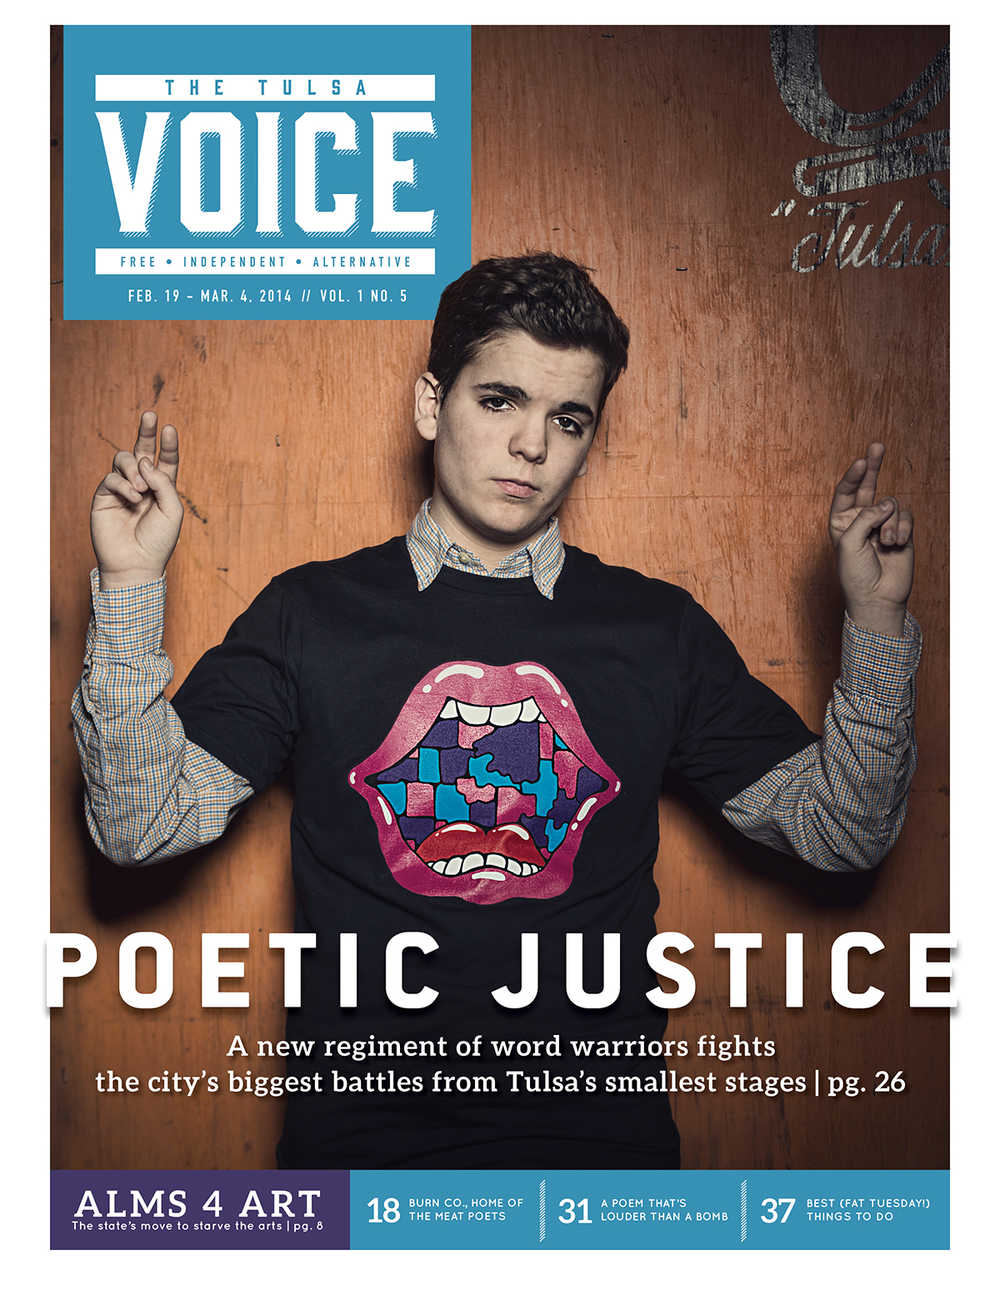 THE TULSA
VOICE
FREE • INDEPENDENT • ALTERNATIVE
FEB. 19 – MAR. 4, 2014 // VOL. 1 NO. 5
"Tulsa
POETIC JUSTICE
A new regiment of word warriors fights
the city's biggest battles from Tulsa's smallest stages | pg. 26
ALMS 4 ART
The state's move to starve the arts | pg. 8
18 BURN CO., HOME OF
THE MEAT POETS
31 A POEM THAT'S
LOUDER THAN A BOMB
37 BEST (FAT TUESDAY!)
THINGS TO DO